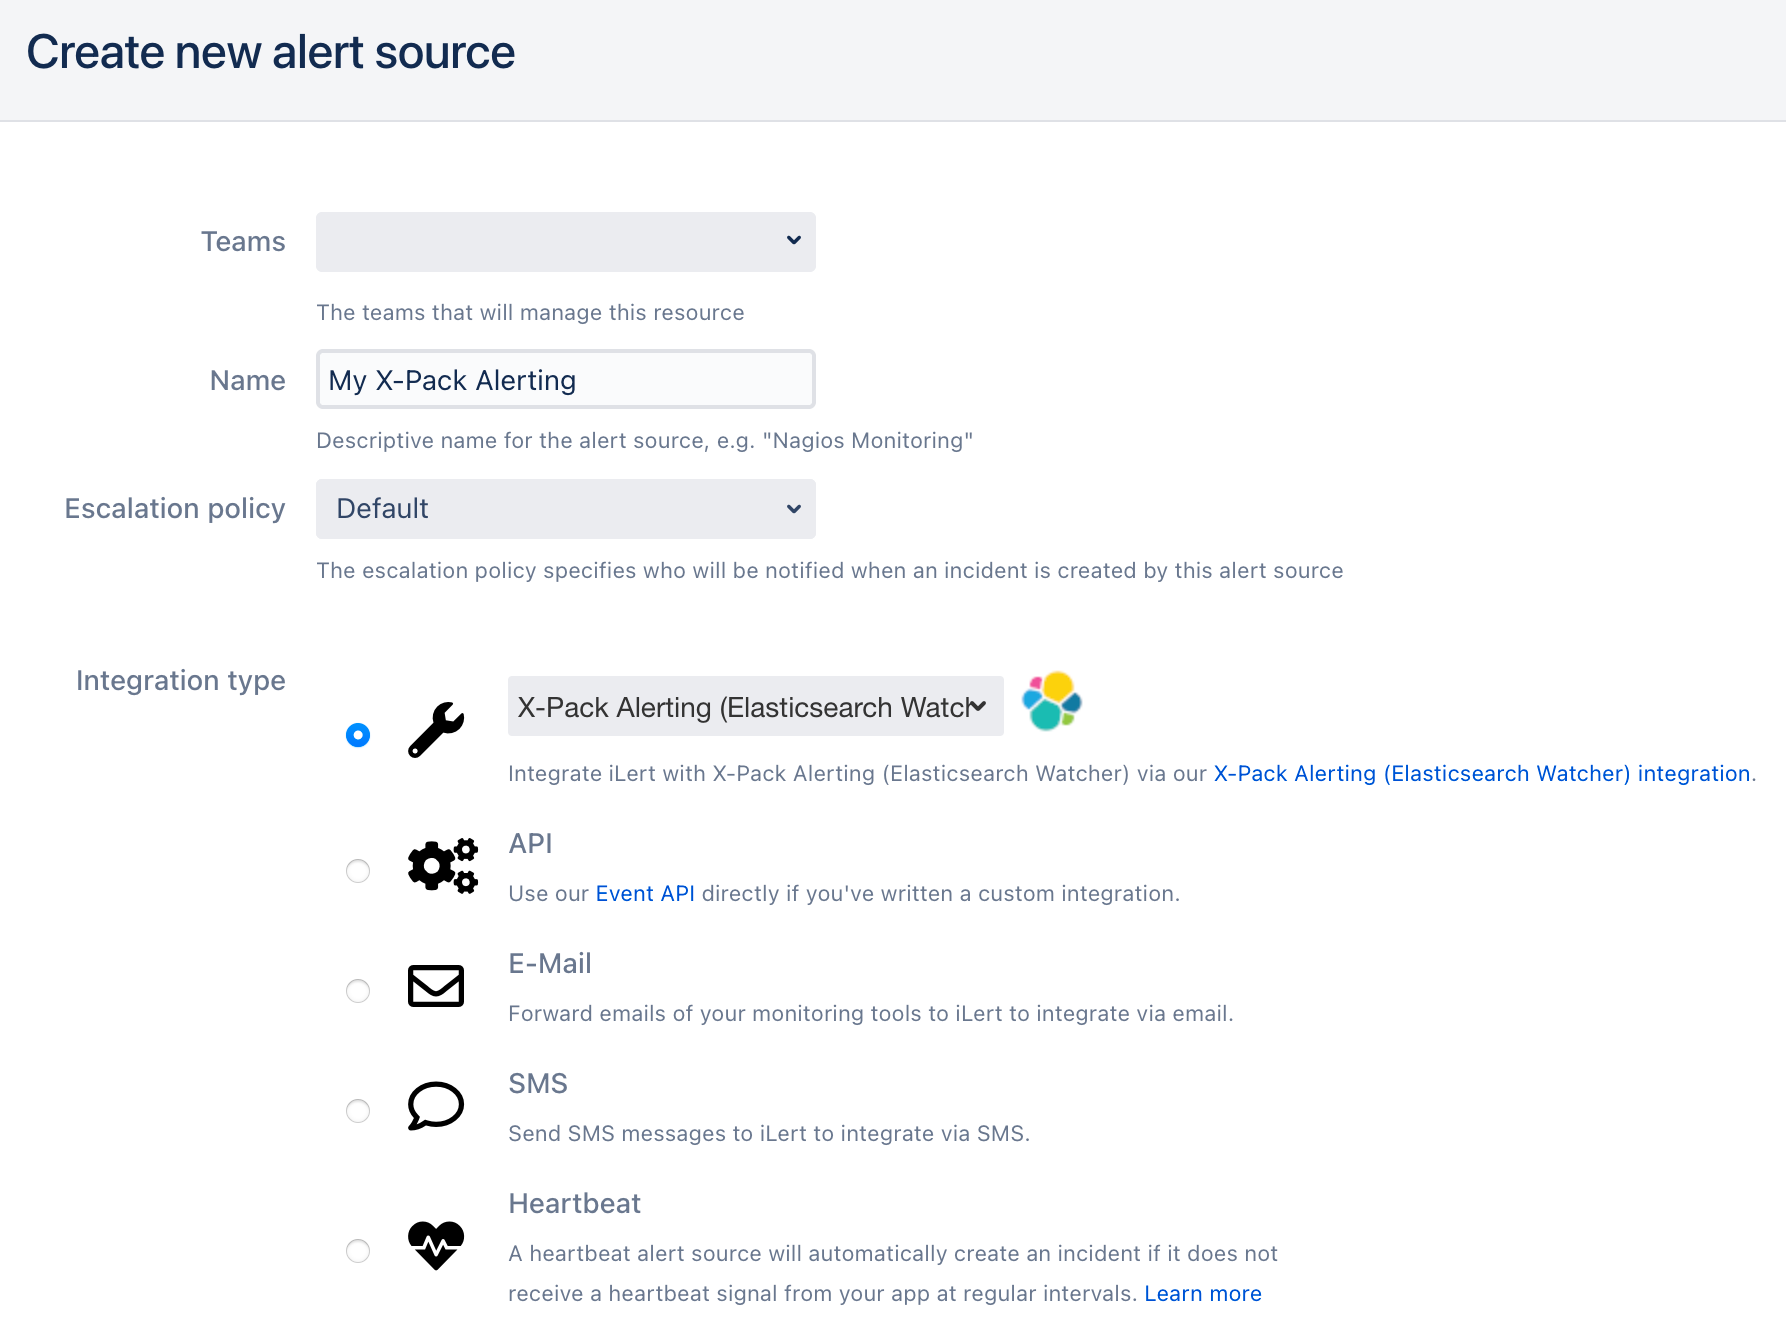 Create new alert source
Teams
The teams that will manage this resource
Name
My X-Pack Alerting
Descriptive name for the alert source, e.g. "Nagios Monitoring"
Escalation policy
Default
The escalation policy specifies who will be notified when an incident is created by this alert source
Integration type
X-Pack Alerting (Elasticsearch Watch
Integrate iLert with X-Pack Alerting (Elasticsearch Watcher) via our X-Pack Alerting (Elasticsearch Watcher) integration.
API
Use our Event API directly if you've written a custom integration.
E-Mail
Forward emails of your monitoring tools to iLert to integrate via email.
SMS
Send SMS messages to iLert to integrate via SMS.
Heartbeat
A heartbeat alert source will automatically create an incident if it does not
receive a heartbeat signal from your app at regular intervals. Learn more